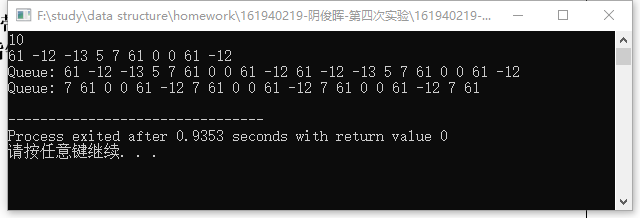 F:\study\data structure\homework\161940219-阴俊晖-第四次实验\161940219-...
10
61 -12 -13 5 7 61 0 0 61 -12
Queue: 61 -12 -13 5 7 61 0 0 61 -12 61 -12 -13 5 7 61 0 0 61 -12
Queue: 7 61 0 0 61 -12 7 61 0 0 61 -12 7 61 0 0 61 -12 7 61
--------------------------------
Process exited after 0.9353 seconds with return value 0
请按任意键继续. . .